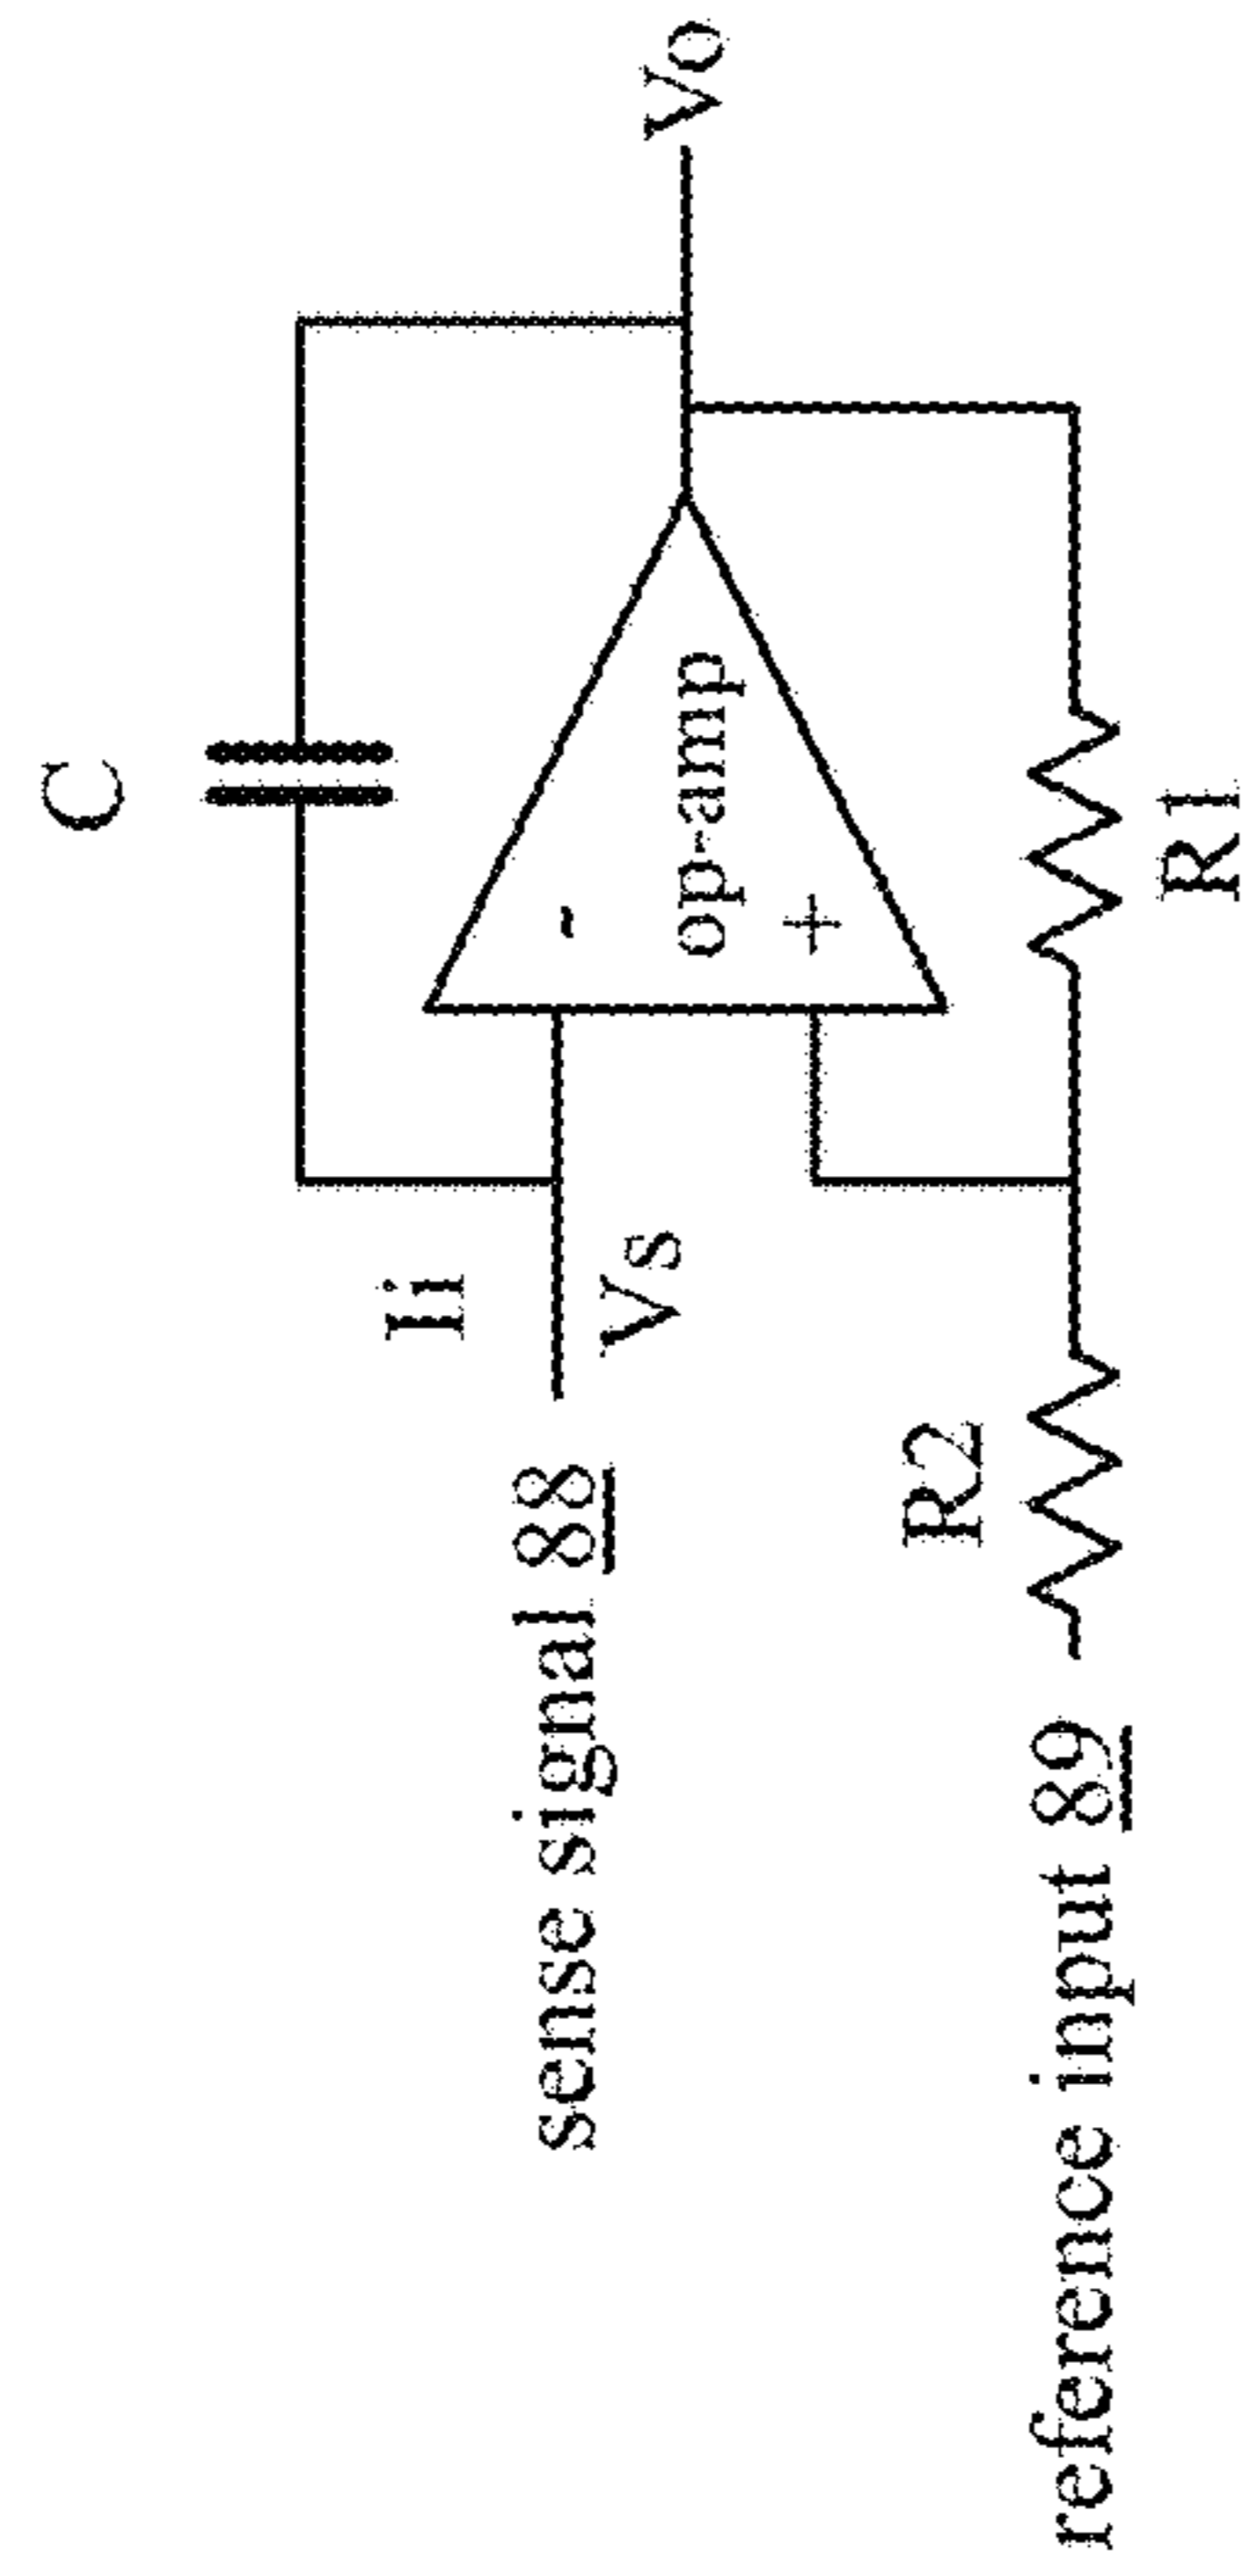 C
Ii
sense signal 88
Vs
-
op-amp
+
Vo
R2
reference input 89
R1